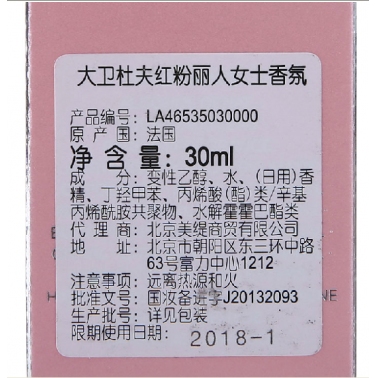 大卫杜夫红粉丽人女士香氛
产品编号：LA46535030000
原 产 国：法国
净 含 量：30ml
成 分：变性乙醇、水、(日用)香
精、丁羟甲苯、丙烯酸(酯)类/辛基
丙烯酰胺共聚物、水解霍霍巴酯类
代 理 商：北京美缇商贸有限公司
地 址：北京市朝阳区东三环中路
63号富力中心1212
注意事项：远离热源和火
批准文号：国妆备进字J20132093
生产批号：详见包装
限期使用日期：2018-1